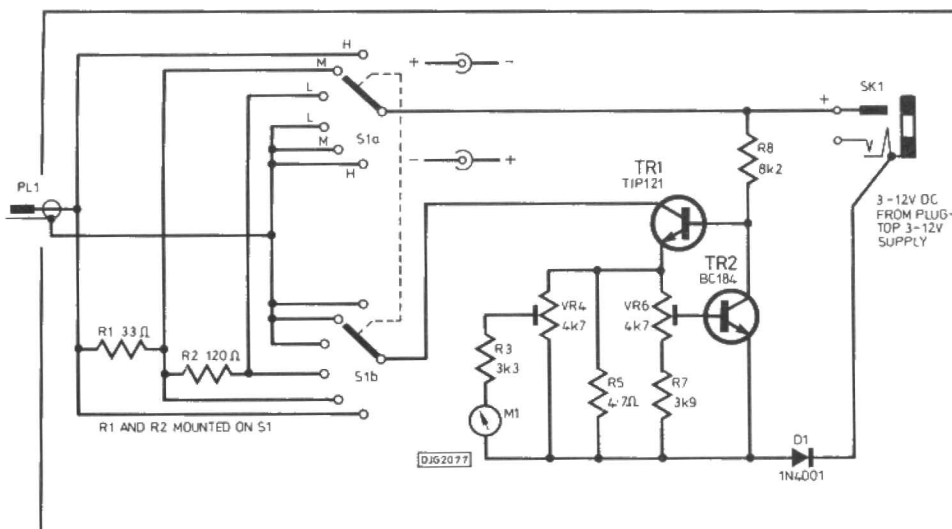 H
M
L
L
M
H
S1a
+ -
- +
PL1
R1 33Ω
R2 120Ω
S1b
R1 AND R2 MOUNTED ON S1
TR1
TIP121
TR2
BC184
R8
8k2
+
SK1
3-12V DC
FROM PLUG-
TOP 3-12V
SUPPLY
VR4
4k7
VR6
4k7
R3
3k3
R5
4·7Ω
R7
3k9
M1
DJG2077
D1
1N4001